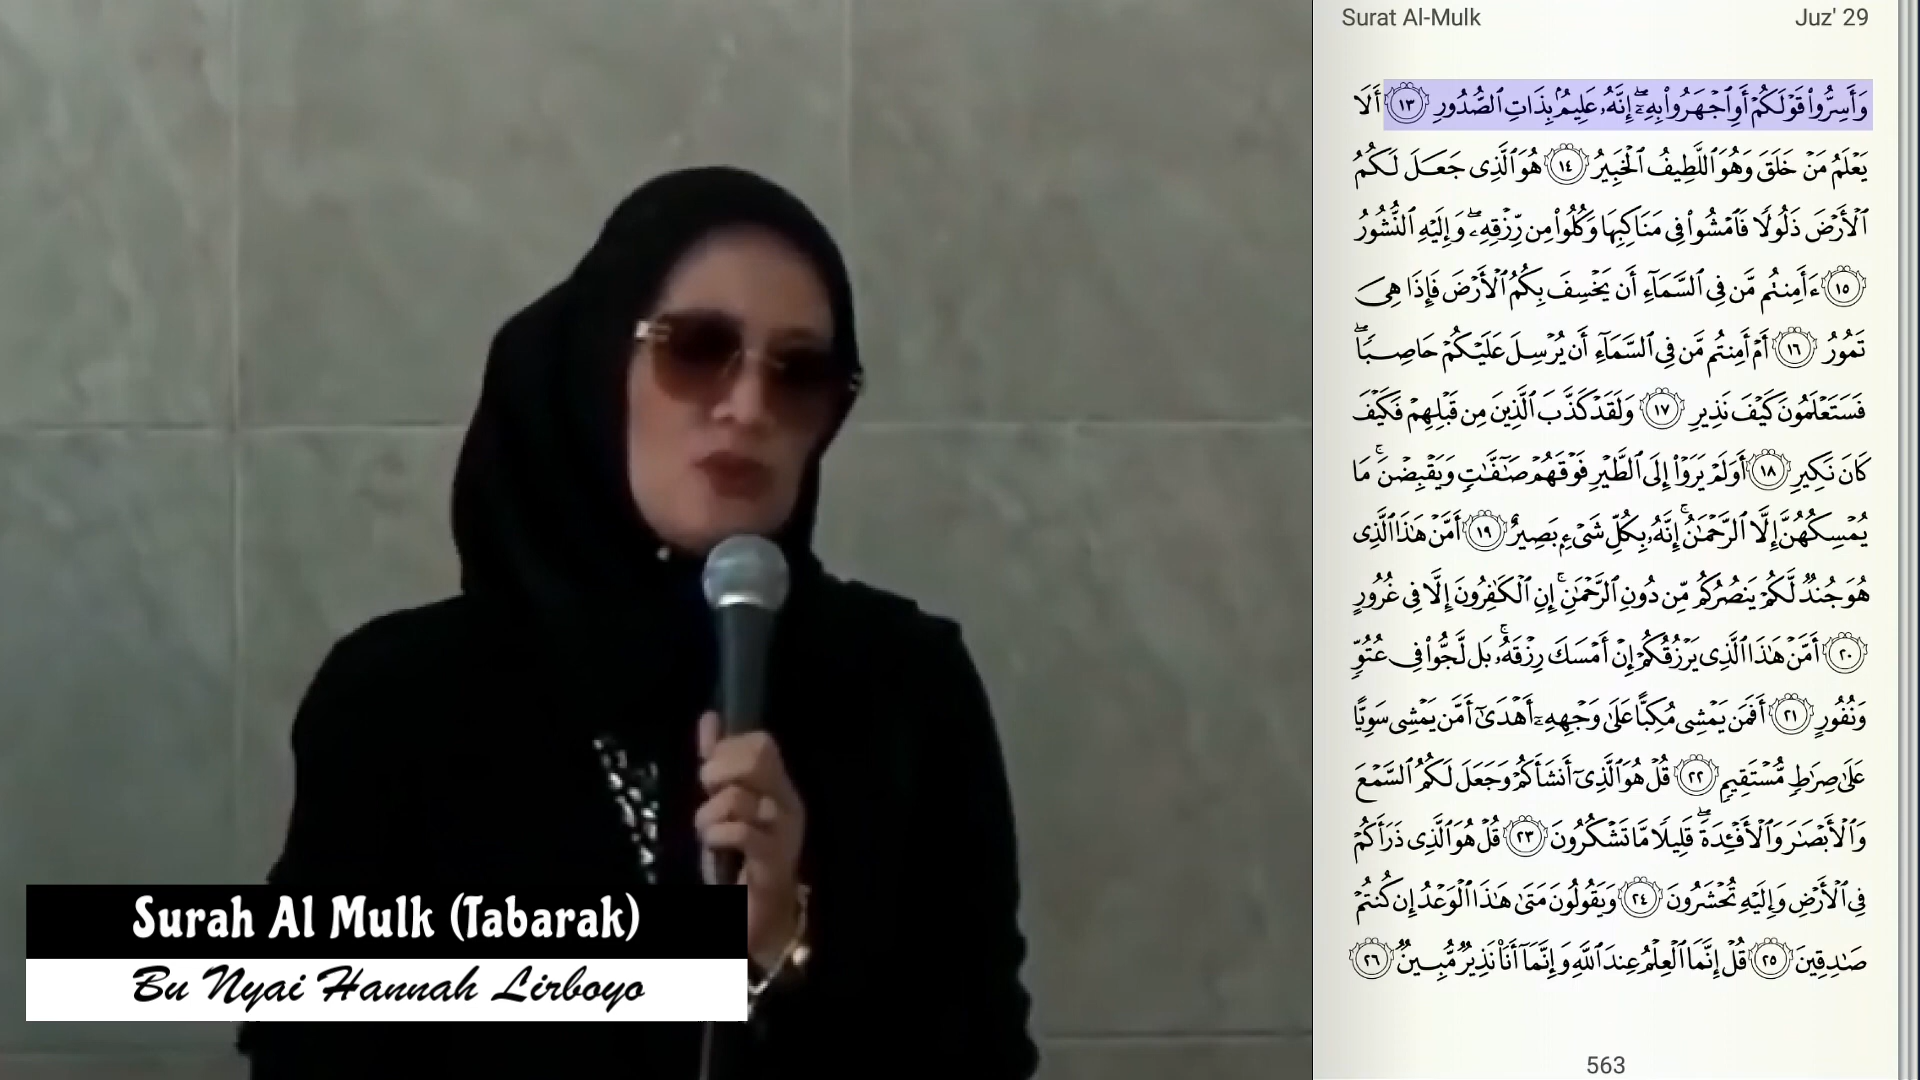 Surat Al-Mulk
Juz' 29
وَأَسِرُّوا۟ قَوْلَكُمْ أَوِ ٱجْهَرُوا۟ بِهِۦٓ ۖ إِنَّهُۥ عَلِيمٌۢ بِذَاتِ ٱلصُّدُورِ ١٣ أَلَا
يَعْلَمُ مَنْ خَلَقَ وَهُوَ ٱللَّطِيفُ ٱلْخَبِيرُ ١٤ هُوَ ٱلَّذِى جَعَلَ لَكُمُ
ٱلْأَرْضَ ذَلُولًا فَٱمْشُوا۟ فِى مَنَاكِبِهَا وَكُلُوا۟ مِن رِّزْقِهِۦ ۖ وَإِلَيْهِ ٱلنُّشُورُ
١٥ ءَأَمِنتُم مَّن فِى ٱلسَّمَآءِ أَن يَخْسِفَ بِكُمُ ٱلْأَرْضَ فَإِذَا هِىَ
تَمُورُ ١٦ أَمْ أَمِنتُم مَّن فِى ٱلسَّمَآءِ أَن يُرْسِلَ عَلَيْكُمْ حَاصِبًا ۖ
فَسَتَعْلَمُونَ كَيْفَ نَذِيرِ ١٧ وَلَقَدْ كَذَّبَ ٱلَّذِينَ مِن قَبْلِهِمْ فَكَيْفَ
كَانَ نَكِيرِ ١٨ أَوَلَمْ يَرَوْا۟ إِلَى ٱلطَّيْرِ فَوْقَهُمْ صَٰٓفَّٰتٍ وَيَقْبِضْنَ ۚ مَا
يُمْسِكُهُنَّ إِلَّا ٱلرَّحْمَٰنُ ۚ إِنَّهُۥ بِكُلِّ شَىْءٍۭ بَصِيرٌ ١٩ أَمَّنْ هَٰذَا ٱلَّذِى
هُوَ جُندٌ لَّكُمْ يَنصُرُكُم مِّن دُونِ ٱلرَّحْمَٰنِ ۚ إِنِ ٱلْكَٰفِرُونَ إِلَّا فِى غُرُورٍ
٢٠ أَمَّنْ هَٰذَا ٱلَّذِى يَرْزُقُكُمْ إِنْ أَمْسَكَ رِزْقَهُۥ ۚ بَل لَّجُّوا۟ فِى عُتُوٍّ
وَنُفُورٍ ٢١ أَفَمَن يَمْشِى مُكِبًّا عَلَىٰ وَجْهِهِۦٓ أَهْدَىٰٓ أَمَّن يَمْشِى سَوِيًّا
عَلَىٰ صِرَٰطٍ مُّسْتَقِيمٍ ٢٢ قُلْ هُوَ ٱلَّذِىٓ أَنشَأَكُمْ وَجَعَلَ لَكُمُ ٱلسَّمْعَ
وَٱلْأَبْصَٰرَ وَٱلْأَفْـِٔدَةَ ۖ قَلِيلًا مَّا تَشْكُرُونَ ٢٣ قُلْ هُوَ ٱلَّذِى ذَرَأَكُمْ
فِى ٱلْأَرْضِ وَإِلَيْهِ تُحْشَرُونَ ٢٤ وَيَقُولُونَ مَتَىٰ هَٰذَا ٱلْوَعْدُ إِن كُنتُمْ
صَٰدِقِينَ ٢٥ قُلْ إِنَّمَا ٱلْعِلْمُ عِندَ ٱللَّهِ وَإِنَّمَآ أَنَا۠ نَذِيرٌ مُّبِينٌ ٢٦
563
Surah Al Mulk (Tabarak)
Bu Nyai Hannah Lirboyo